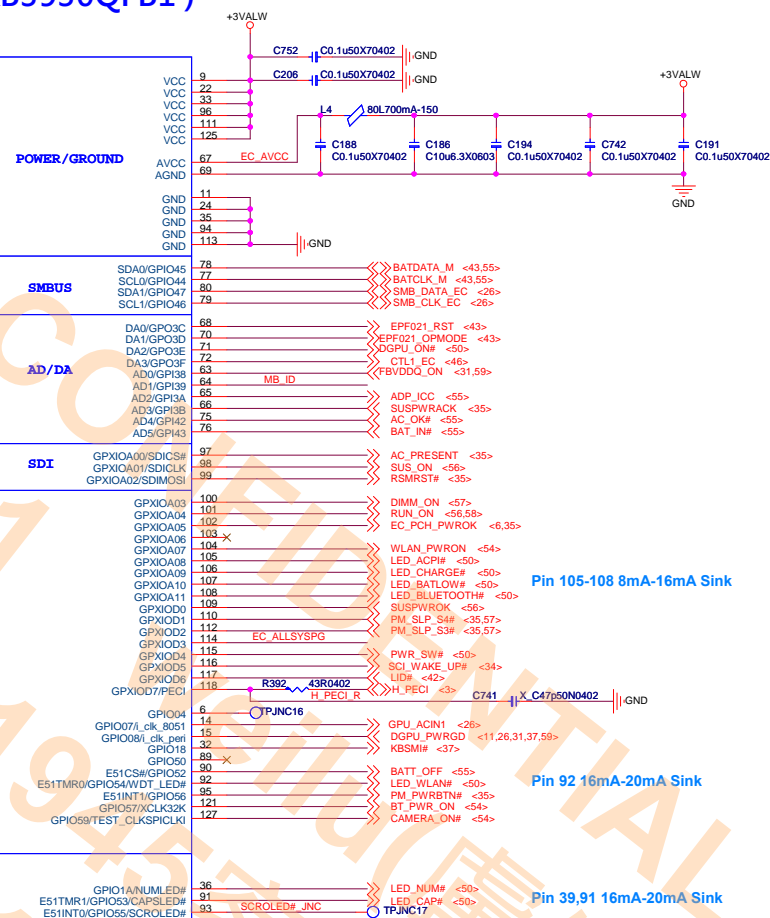 B3930QFB1 )
+3VALW
C752 C0.1u50X70402 GND
C206 C0.1u50X70402 GND
+3VALW
L4 80L700mA-150
C188 C0.1u50X70402
C186 C10u6.3X0603
C194 C0.1u50X70402
C742 C0.1u50X70402
C191 C0.1u50X70402
GND
POWER/GROUND
VCC 9
VCC 22
VCC 33
VCC 96
VCC 111
VCC 125
AVCC 67 EC_AVCC
AGND 69
GND 11
GND 24
GND 35
GND 94
GND 113 GND
SMBUS
SDA0/GPIO45 78 BATDATA_M <43,55>
SCL0/GPIO44 77 BATCLK_M <43,55>
SDA1/GPIO47 80 SMB_DATA_EC <26>
SCL1/GPIO46 79 SMB_CLK_EC <26>
AD/DA
DA0/GPO3C 68 EPF021_RST <43>
DA1/GPO3D 70 EPF021_OPMODE <43>
DA2/GPO3E 71 DGPU_ON# <50>
DA3/GPO3F 72 CTL1_EC <46>
AD0/GPI38 63 FBVDDQ_ON <31,59>
AD1/GPI39 64 MB_ID
AD2/GPI3A 65 ADP_ICC <55>
AD3/GPI3B 66 SUSPWRACK <35>
AD4/GPI42 75 AC_OK# <55>
AD5/GPI43 76 BAT_IN# <55>
SDI
GPXIOA00/SDICS# 97 AC_PRESENT <35>
GPXIOA01/SDICLK 98 SUS_ON <56>
GPXIOA02/SDIMOSI 99 RSMRST# <35>
GPXIOA03 100 DIMM_ON <57>
GPXIOA04 101 RUN_ON <56,58>
GPXIOA05 102 EC_PCH_PWROK <6,35>
GPXIOA06 103
GPXIOA07 104 WLAN_PWRON <54>
GPXIOA08 105 LED_ACPI# <50>
GPXIOA09 106 LED_CHARGE# <50>
GPXIOA10 107 LED_BATLOW# <50>
GPXIOA11 108 LED_BLUETOOTH# <50>
Pin 105-108 8mA-16mA Sink
GPXIOD0 109 SUSPWROK <56>
GPXIOD1 110 PM_SLP_S4# <35,57>
GPXIOD2 112 PM_SLP_S3# <35,57>
GPXIOD3 114 EC_ALLSYSPG
GPXIOD4 115 PWR_SW# <50>
GPXIOD5 116 SCI_WAKE_UP# <34>
GPXIOD6 117 LID# <42>
GPXIOD7/PECI 118 R392 43R0402 H_PECI <3>
H_PECI_R C741 X_C47p50N0402 GND
GPIO04 6 TPJNC16
GPIO07/i_clk_8051 14 GPU_ACIN1 <26>
GPIO08/i_clk_peri 15 DGPU_PWRGD <11,26,31,37,59>
GPIO18 32 KBSMI# <37>
GPIO50 89
E51CS#/GPIO52 90 BATT_OFF <55>
E51TMR0/GPIO54/WDT_LED# 92 LED_WLAN# <50>
Pin 92 16mA-20mA Sink
E51INT1/GPIO56 95 PM_PWRBTN# <35>
GPIO57/XCLK32K 121 BT_PWR_ON <54>
GPIO59/TEST_CLKSPICLKI 127 CAMERA_ON# <54>
GPIO1A/NUMLED# 36 LED_NUM# <50>
E51TMR1/GPIO53/CAPSLED# 91 LED_CAP# <50>
Pin 39,91 16mA-20mA Sink
E51INT0/GPIO55/SCROLED# 93 SCROLED#_JNC TPJNC17
CONFIDENTIAL
Weilu(
1945